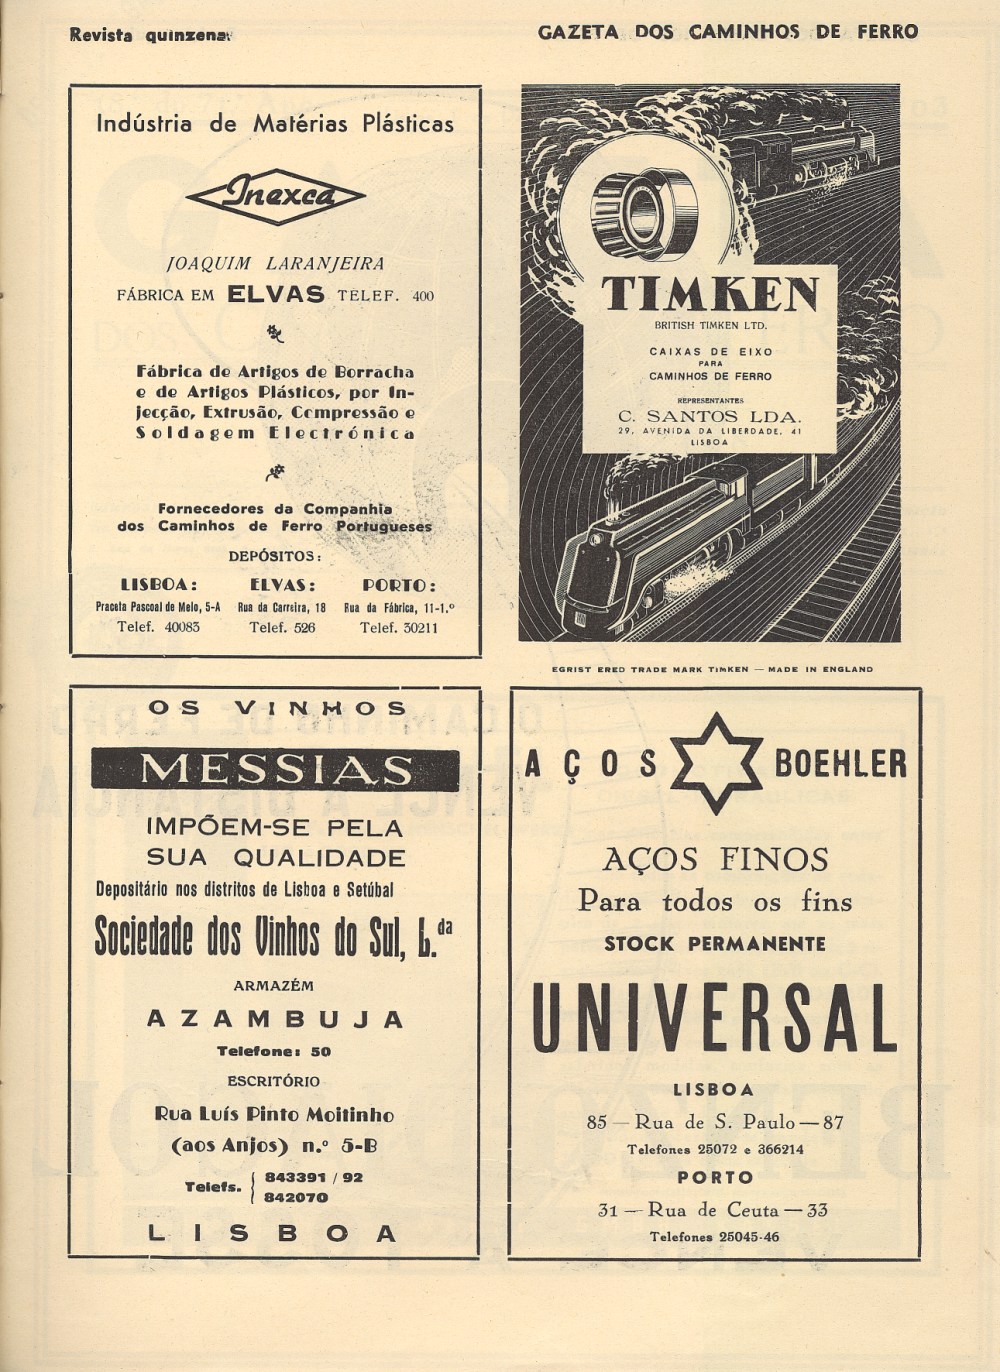 Revista quinzenal
GAZETA DOS CAMINHOS DE FERRO
Indústria de Matérias Plásticas
Inexca
JOAQUIM LARANJEIRA
FÁBRICA EM ELVAS TELEF. 400
Fábrica de Artigos de Borracha
e de Artigos Plásticos, por In-
jecção, Extrusão, Compressão e
Soldagem Electrónica
Fornecedores da Companhia
dos Caminhos de Ferro Portugueses
DEPÓSITOS:
LISBOA: ELVAS: PORTO:
Praceta Pascoal de Melo, 5-A Rua da Carreira, 18 Rua da Fábrica, 11-1.º
Telef. 40083 Telef. 526 Telef. 30211
TIMKEN
BRITISH TIMKEN LTD.
CAIXAS DE EIXO
PARA
CAMINHOS DE FERRO
REPRESENTANTES
C. SANTOS LDA.
29, AVENIDA DA LIBERDADE, 41
LISBOA
EGRIST ERED TRADE MARK TIMKEN — MADE IN ENGLAND
OS VINHOS
MESSIAS
IMPÕEM-SE PELA
SUA QUALIDADE
Depositário nos distritos de Lisboa e Setúbal
Sociedade dos Vinhos do Sul, L.da
ARMAZÉM
AZAMBUJA
Telefone: 50
ESCRITÓRIO
Rua Luís Pinto Moitinho
(aos Anjos) n.º 5-B
Telefs. { 843391 / 92
842070
LISBOA
AÇOS BOEHLER
AÇOS FINOS
Para todos os fins
STOCK PERMANENTE
UNIVERSAL
LISBOA
85 — Rua de S. Paulo — 87
Telefones 25072 e 366214
PORTO
31 — Rua de Ceuta — 33
Telefones 25045-46